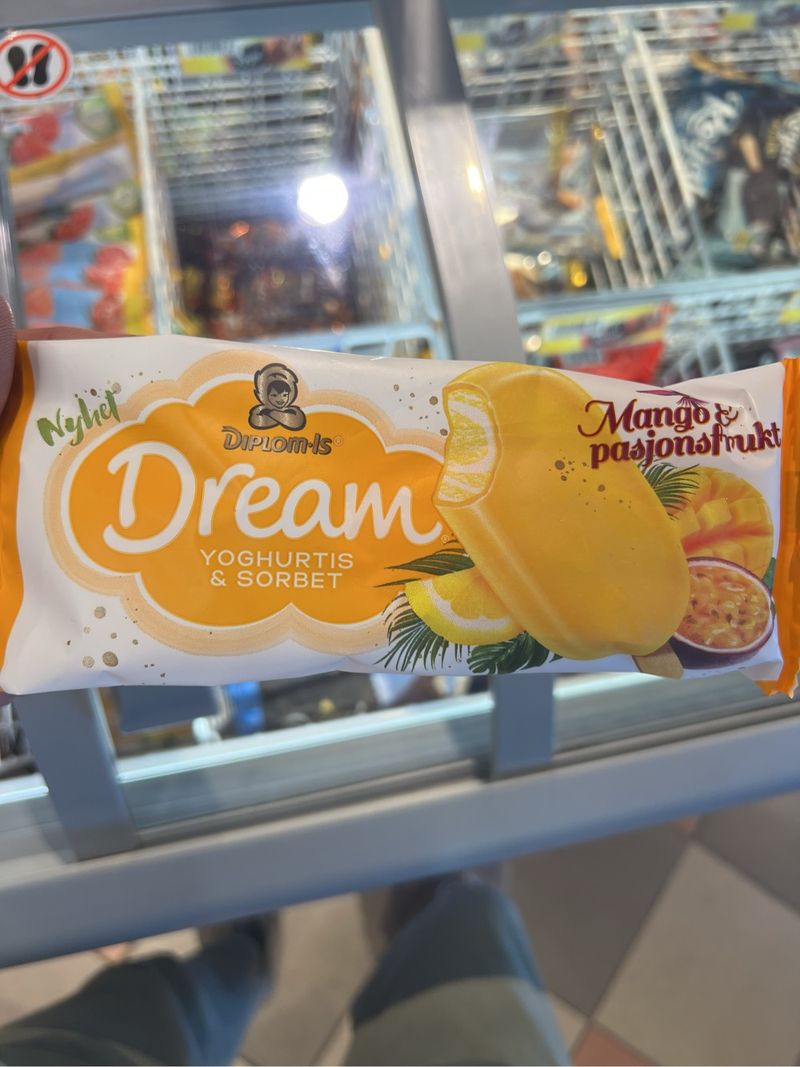 Nyhet
DIPLOM-IS
Dream
YOGHURTIS
& SORBET
Mango &
pasjonsfrukt